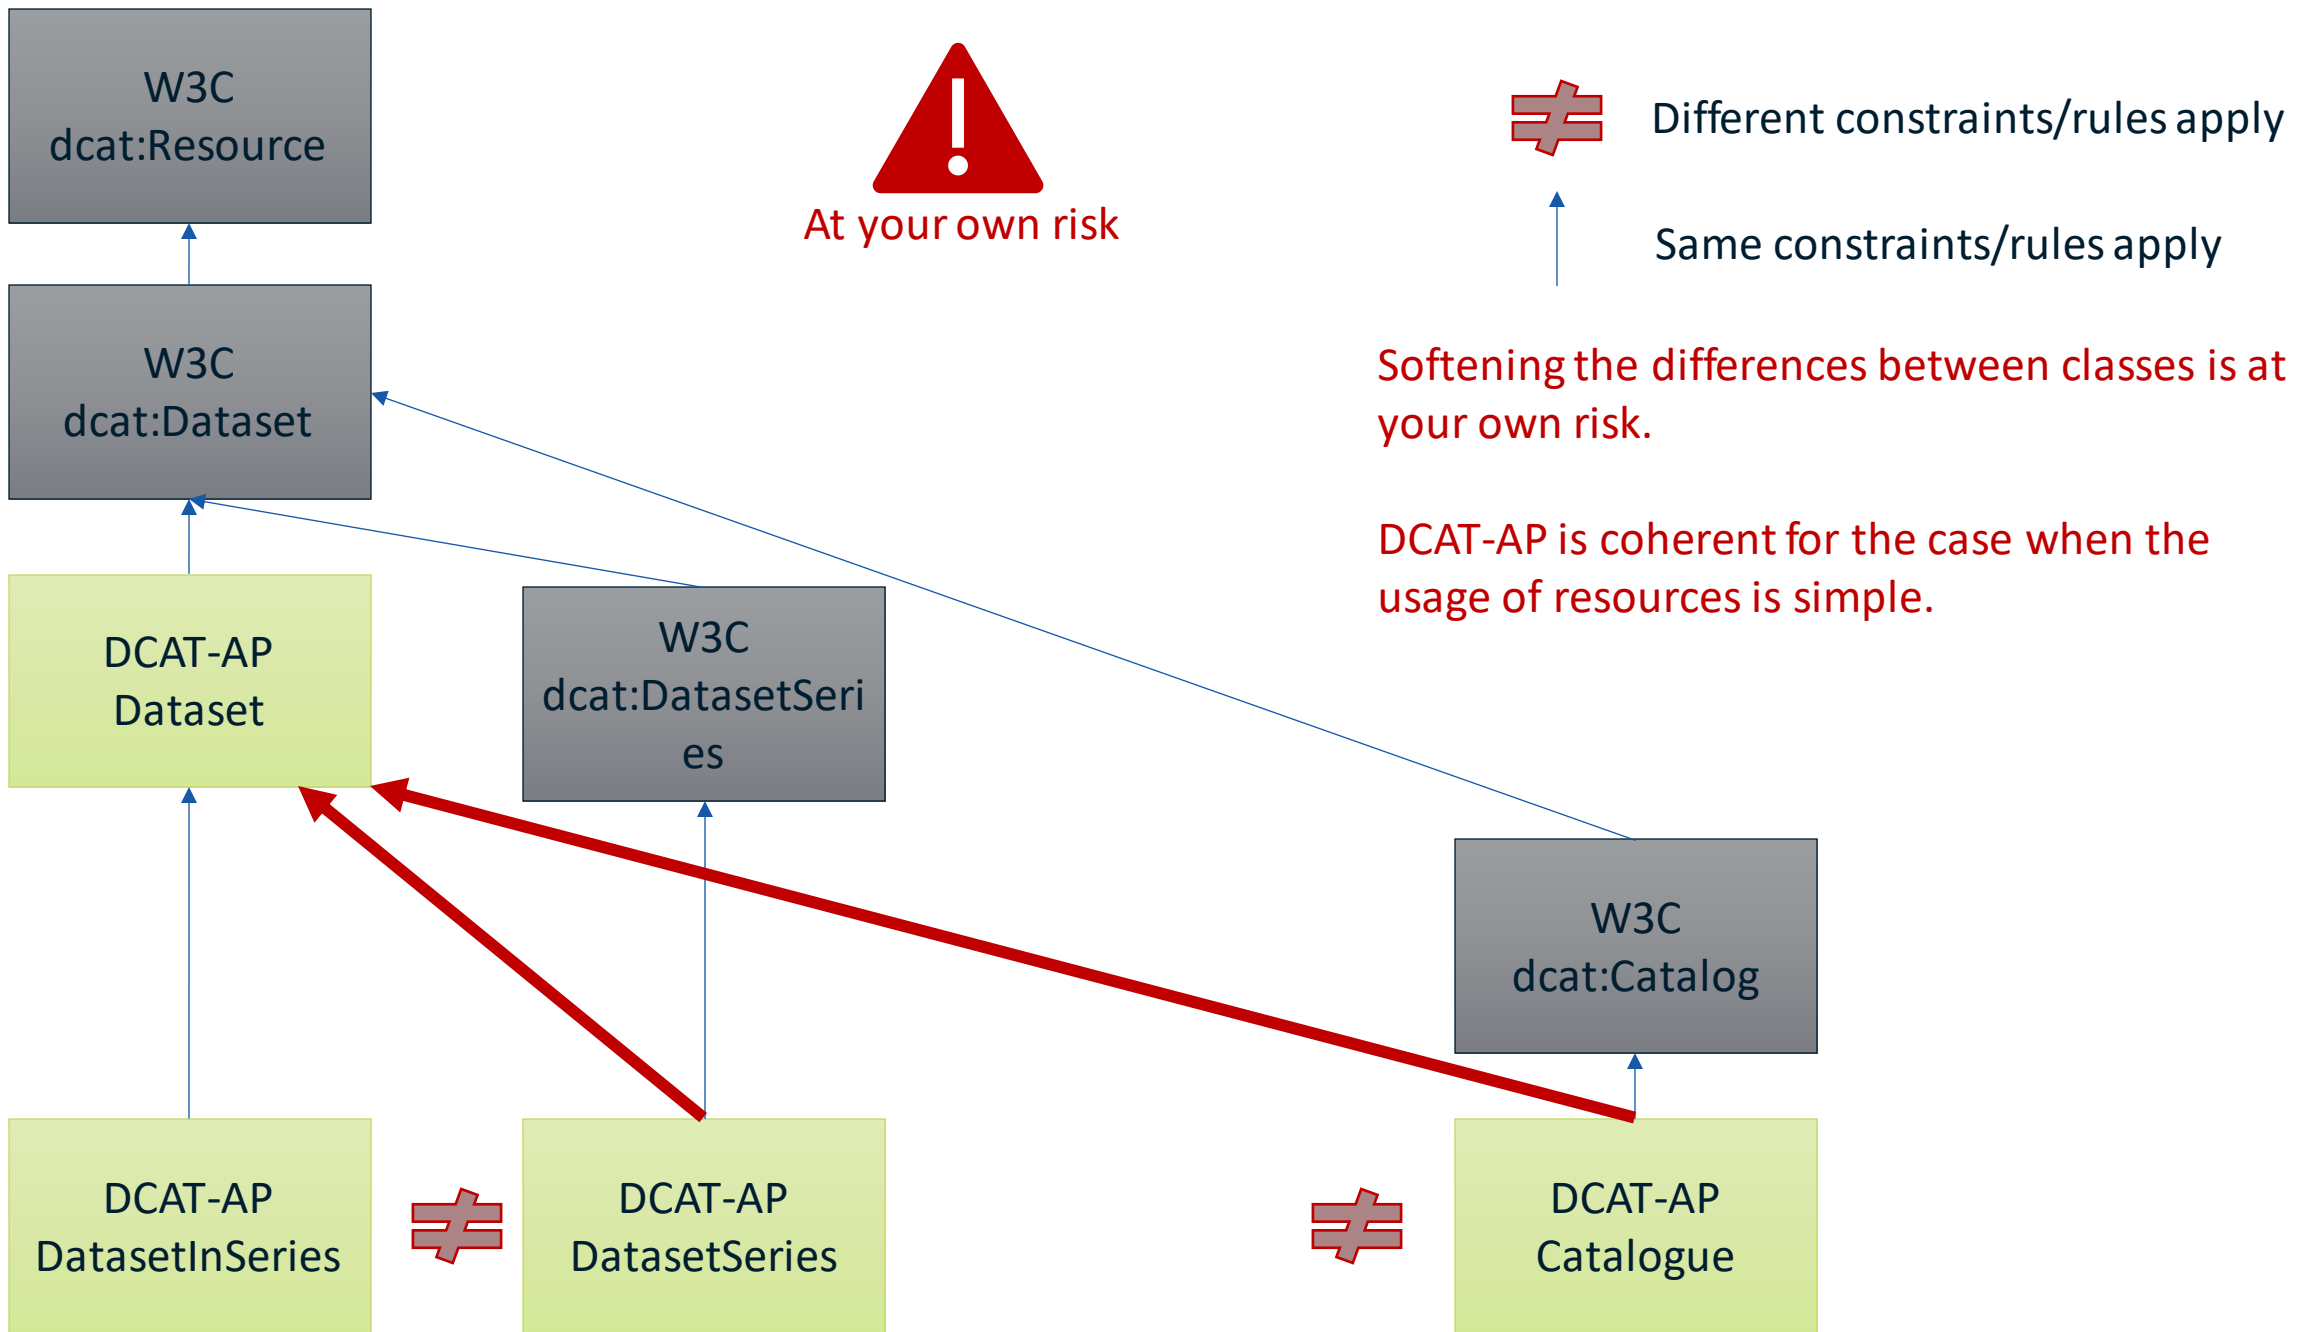 W3C
dcat:Resource
At your own risk
Different constraints/rules apply
Same constraints/rules apply
W3C
dcat:Dataset
Softening the differences between classes is at
your own risk.
DCAT-AP is coherent for the case when the
usage of resources is simple.
DCAT-AP
Dataset
W3C
dcat:DatasetSeri
es
W3C
dcat:Catalog
DCAT-AP
DatasetInSeries
DCAT-AP
DatasetSeries
DCAT-AP
Catalogue